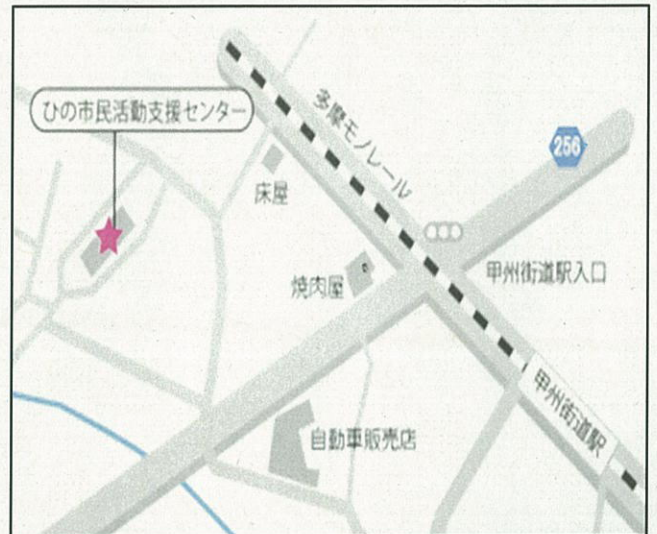 ひの市民活動支援センター
多摩モノレール
256
床屋
焼肉屋
甲州街道駅入口
甲州街道駅
自動車販売店